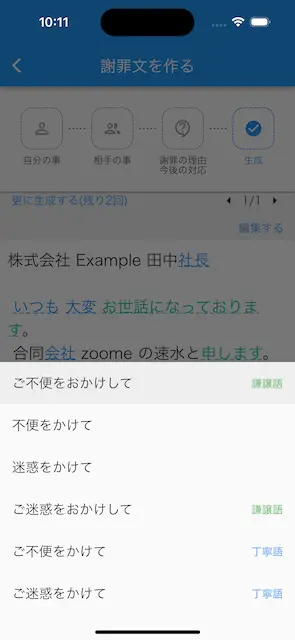 10:11
謝罪文を作る
自分の事
相手の事
謝罪の理由
今後の対応
生成
更に生成する(残り2回)
1/1
編集する
株式会社 Example 田中社長
いつも 大変 お世話になっておりま
す。
合同会社 zoome の速水と申します。
ご不便をおかけして 謙譲語
不便をかけて
迷惑をかけて
ご迷惑をおかけして 謙譲語
ご不便をかけて 丁寧語
ご迷惑をかけて 丁寧語